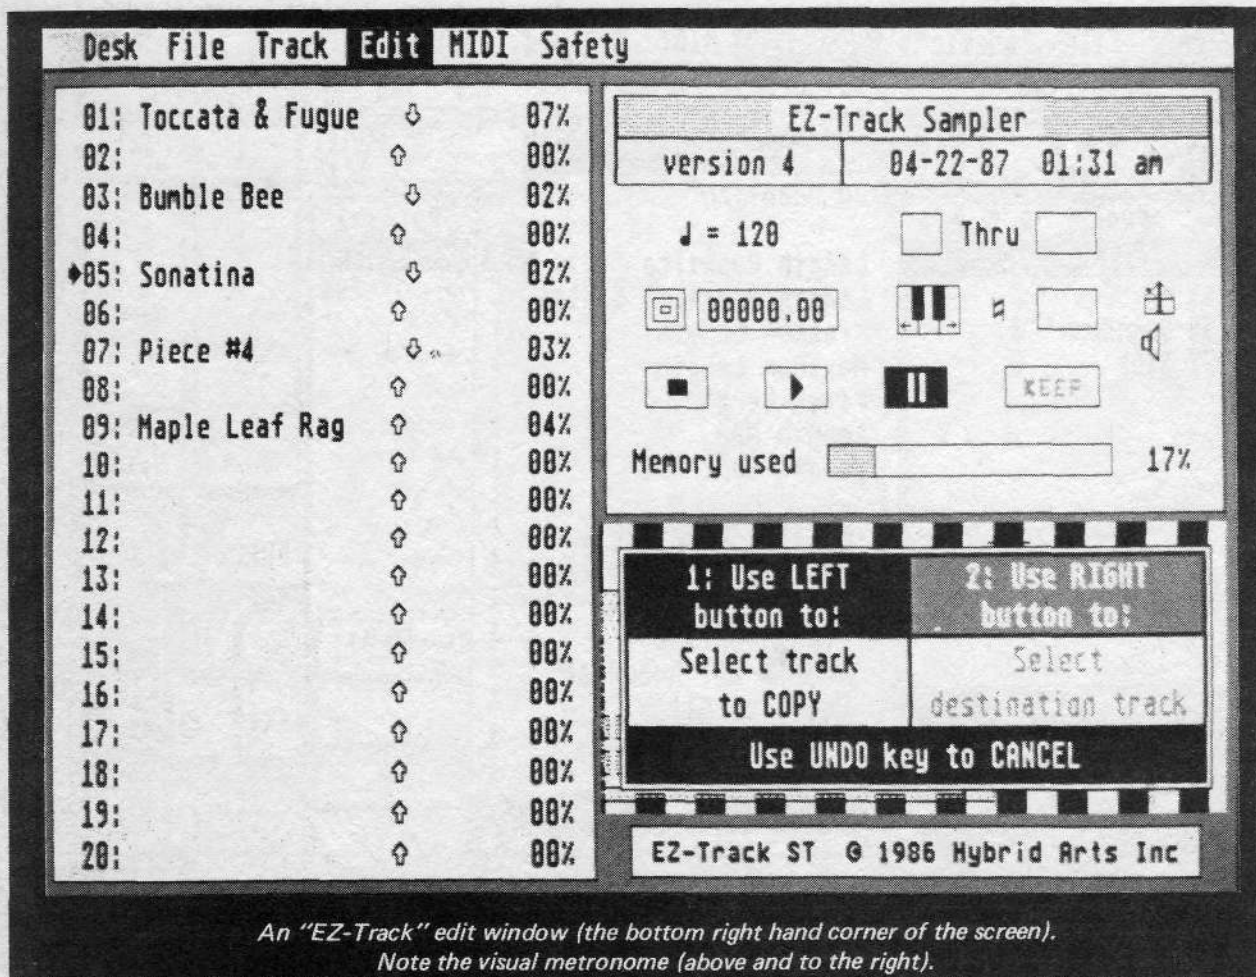 Desk File Track Edit MIDI Safety
01: Toccata & Fugue 07%
02: 00%
03: Bumble Bee 02%
04: 00%
05: Sonatina 02%
06: 00%
07: Piece #4 03%
08: 00%
09: Maple Leaf Rag 04%
10: 00%
11: 00%
12: 00%
13: 00%
14: 00%
15: 00%
16: 00%
17: 00%
18: 00%
19: 00%
20: 00%
EZ-Track Sampler
version 4 04-22-87 01:31 am
♩ = 120 Thru
00000.00 ♮
KEEP
Memory used 17%
1: Use LEFT
button to:
2: Use RIGHT
button to:
Select track
to COPY
Select
destination track
Use UNDO key to CANCEL
EZ-Track ST © 1986 Hybrid Arts Inc
An "EZ-Track" edit window (the bottom right hand corner of the screen).
Note the visual metronome (above and to the right).